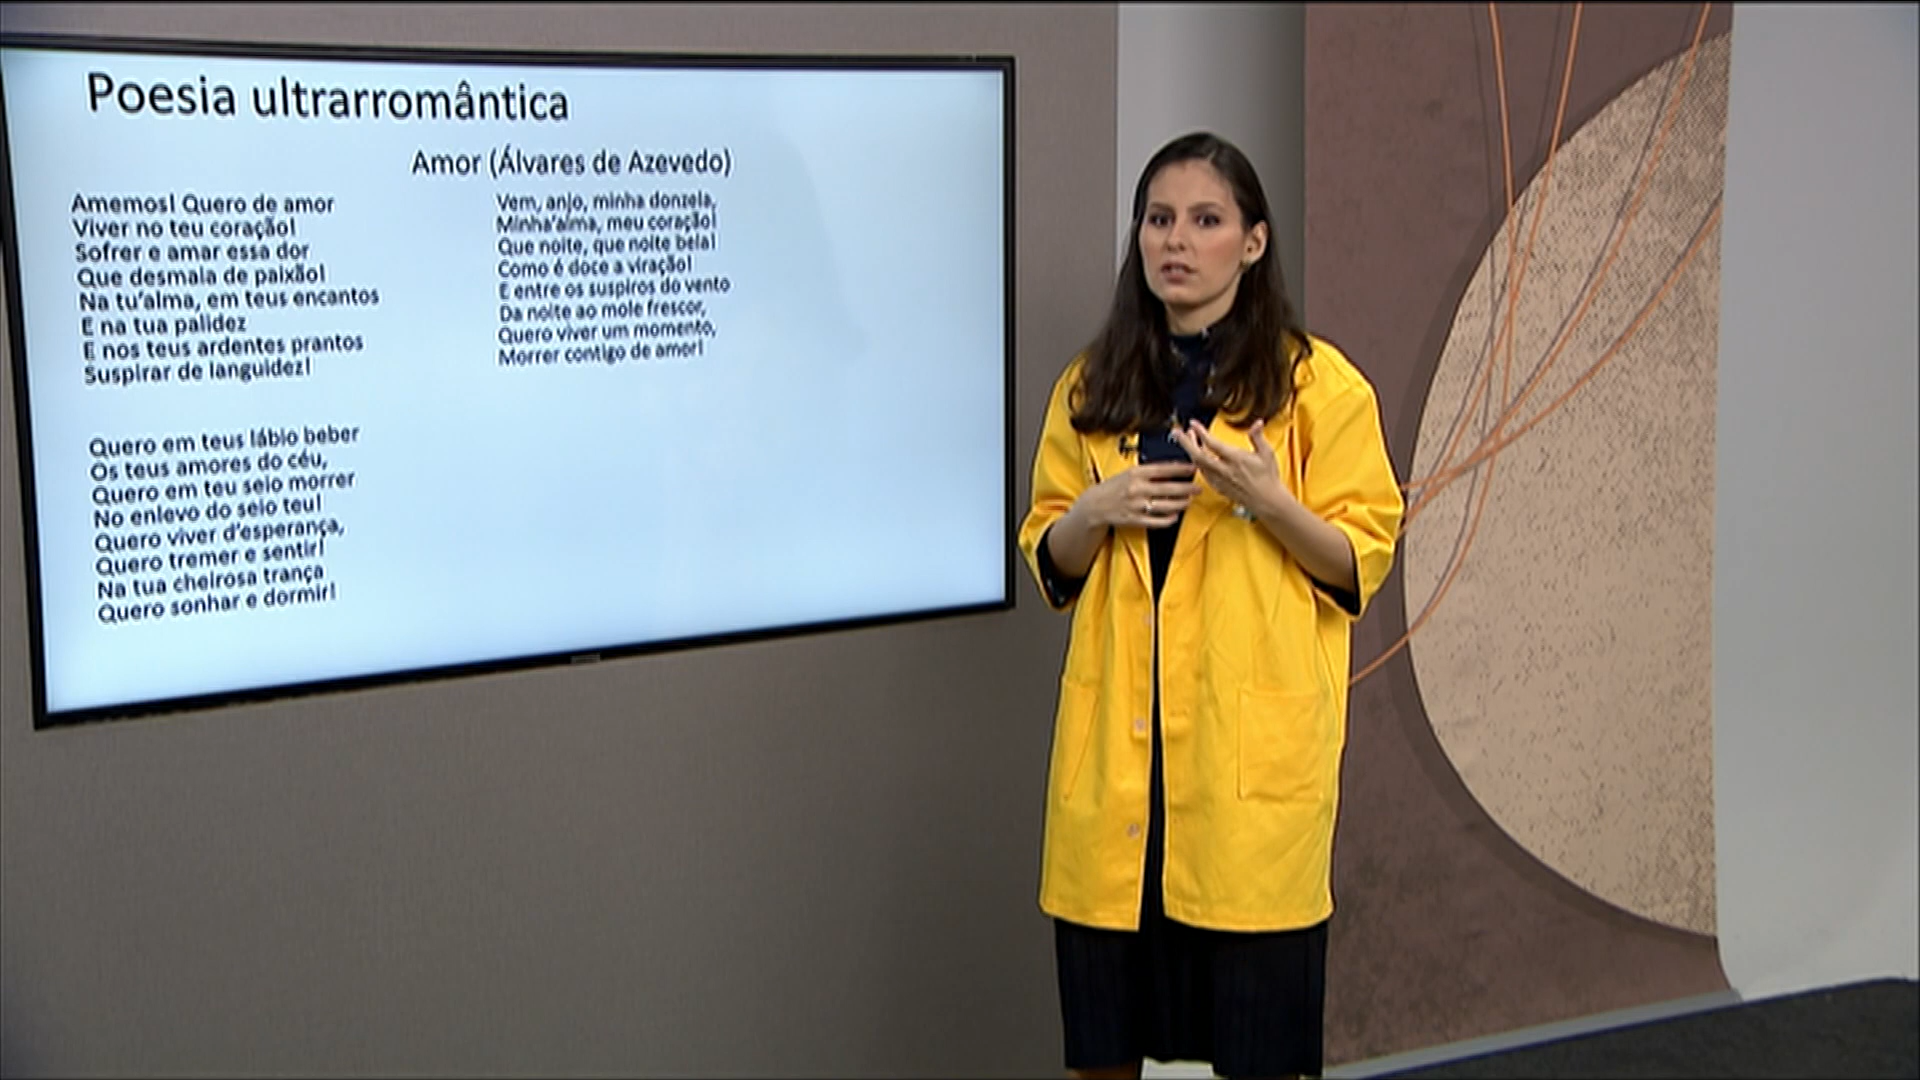 Poesia ultrarromântica
Amor (Álvares de Azevedo)
Amemos! Quero de amor
Viver no teu coração!
Sofrer e amar essa dor
Que desmaia de paixão!
Na tu'alma, em teus encantos
E na tua palidez
E nos teus ardentes prantos
Suspirar de languidez!
Quero em teus lábio beber
Os teus amores do céu,
Quero em teu seio morrer
No enlevo do seio teu!
Quero viver d'esperança,
Quero tremer e sentir!
Na tua cheirosa trança
Quero sonhar e dormir!
Vem, anjo, minha donzela,
Minha'alma, meu coração!
Que noite, que noite bela!
Como é doce a viração!
E entre os suspiros do vento
Da noite ao mole frescor,
Quero viver um momento,
Morrer contigo de amor!